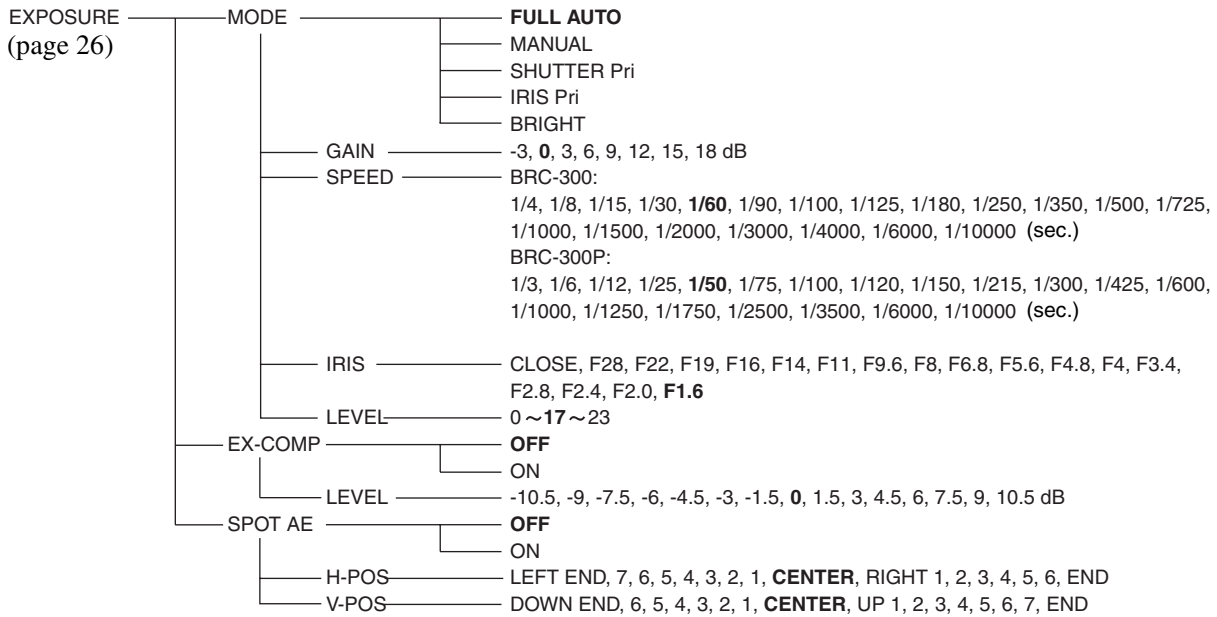 EXPOSURE MODE FULL AUTO
(page 26) MANUAL
SHUTTER Pri
IRIS Pri
BRIGHT
GAIN -3, 0, 3, 6, 9, 12, 15, 18 dB
SPEED BRC-300:
1/4, 1/8, 1/15, 1/30, 1/60, 1/90, 1/100, 1/125, 1/180, 1/250, 1/350, 1/500, 1/725,
1/1000, 1/1500, 1/2000, 1/3000, 1/4000, 1/6000, 1/10000 (sec.)
BRC-300P:
1/3, 1/6, 1/12, 1/25, 1/50, 1/75, 1/100, 1/120, 1/150, 1/215, 1/300, 1/425, 1/600,
1/1000, 1/1250, 1/1750, 1/2500, 1/3500, 1/6000, 1/10000 (sec.)
IRIS CLOSE, F28, F22, F19, F16, F14, F11, F9.6, F8, F6.8, F5.6, F4.8, F4, F3.4,
F2.8, F2.4, F2.0, F1.6
LEVEL 0～17～23
EX-COMP OFF
ON
LEVEL -10.5, -9, -7.5, -6, -4.5, -3, -1.5, 0, 1.5, 3, 4.5, 6, 7.5, 9, 10.5 dB
SPOT AE OFF
ON
H-POS LEFT END, 7, 6, 5, 4, 3, 2, 1, CENTER, RIGHT 1, 2, 3, 4, 5, 6, END
V-POS DOWN END, 6, 5, 4, 3, 2, 1, CENTER, UP 1, 2, 3, 4, 5, 6, 7, END